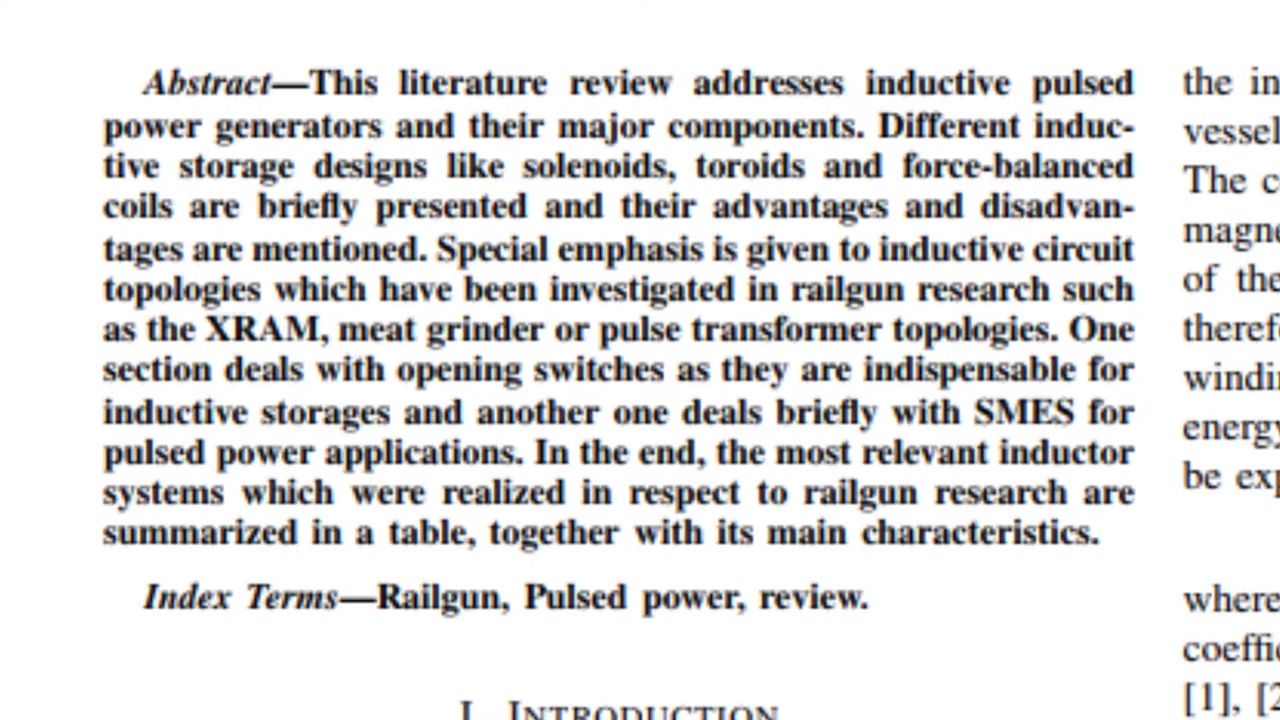 Abstract—This literature review addresses inductive pulsed
power generators and their major components. Different induc-
tive storage designs like solenoids, toroids and force-balanced
coils are briefly presented and their advantages and disadvan-
tages are mentioned. Special emphasis is given to inductive circuit
topologies which have been investigated in railgun research such
as the XRAM, meat grinder or pulse transformer topologies. One
section deals with opening switches as they are indispensable for
inductive storages and another one deals briefly with SMES for
pulsed power applications. In the end, the most relevant inductor
systems which were realized in respect to railgun research are
summarized in a table, together with its main characteristics.
Index Terms—Railgun, Pulsed power, review.
I. INTRODUCTION
the in
vessel
The c
magne
of the
theref
windi
energy
be exp
where
coeffic
[1], [2